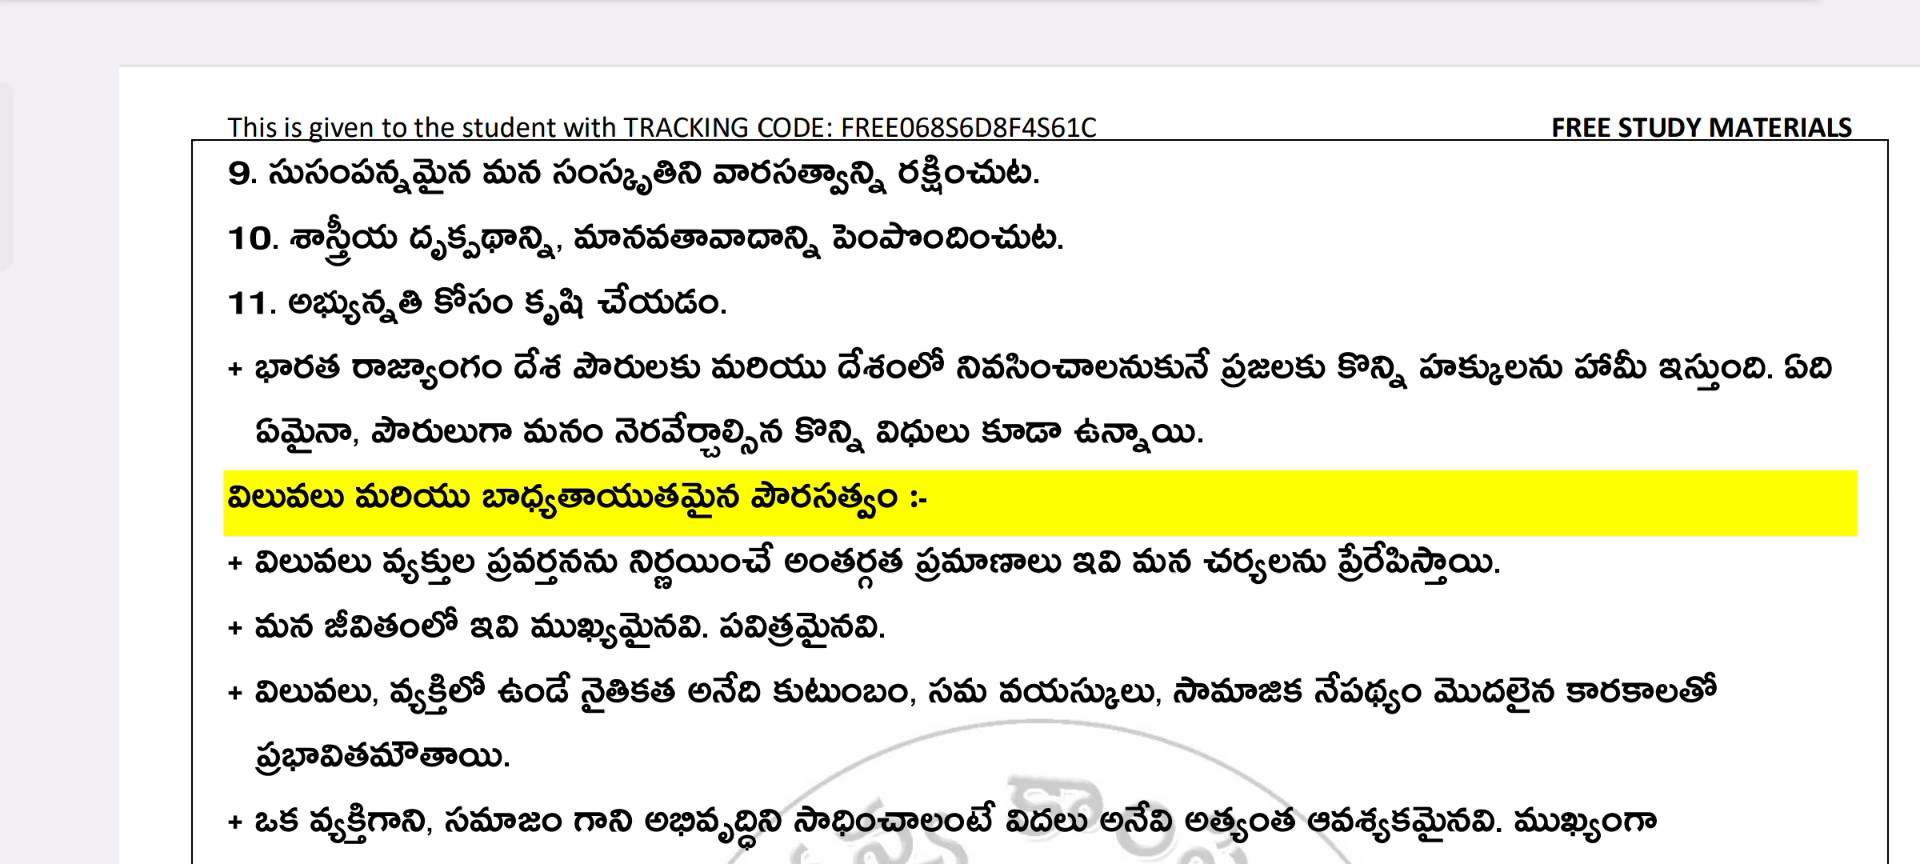 This is given to the student with TRACKING CODE: FREE068S6D8F4S61C FREE STUDY MATERIALS
9. సుసంపన్నమైన మన సంస్కృతిని వారసత్వాన్ని రక్షించుట.
10. శాస్త్రీయ దృక్పథాన్ని, మానవతావాదాన్ని పెంపొందించుట.
11. అభ్యున్నతి కోసం కృషి చేయడం.
+ భారత రాజ్యాంగం దేశ పౌరులకు మరియు దేశంలో నివసించాలనుకునే ప్రజలకు కొన్ని హక్కులను హామీ ఇస్తుంది. ఏది
ఏమైనా, పౌరులుగా మనం నెరవేర్చాల్సిన కొన్ని విధులు కూడా ఉన్నాయి.
విలువలు మరియు బాధ్యతాయుతమైన పౌరసత్వం :-
+ విలువలు వ్యక్తుల ప్రవర్తనను నిర్ణయించే అంతర్గత ప్రమాణాలు ఇవి మన చర్యలను ప్రేరేపిస్తాయి.
+ మన జీవితంలో ఇవి ముఖ్యమైనవి. పవిత్రమైనవి.
+ విలువలు, వ్యక్తిలో ఉండే నైతికత అనేది కుటుంబం, సమ వయస్కులు, సామాజిక నేపథ్యం మొదలైన కారకాలతో
ప్రభావితమౌతాయి.
+ ఒక వ్యక్తిగాని, సమాజం గాని అభివృద్ధిని సాధించాలంటే విదలు అనేవి అత్యంత ఆవశ్యకమైనవి. ముఖ్యంగా